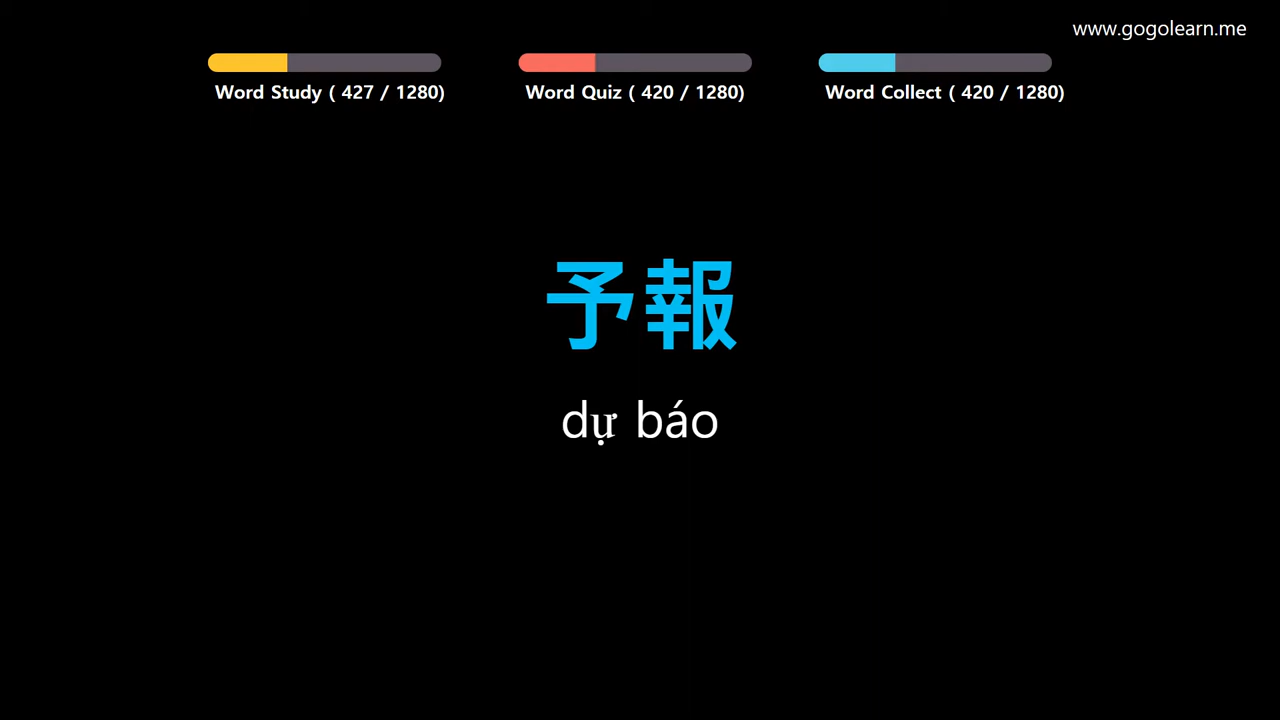 www.gogolearn.me
Word Study ( 427 / 1280)
Word Quiz ( 420 / 1280)
Word Collect ( 420 / 1280)
予報
dự báo